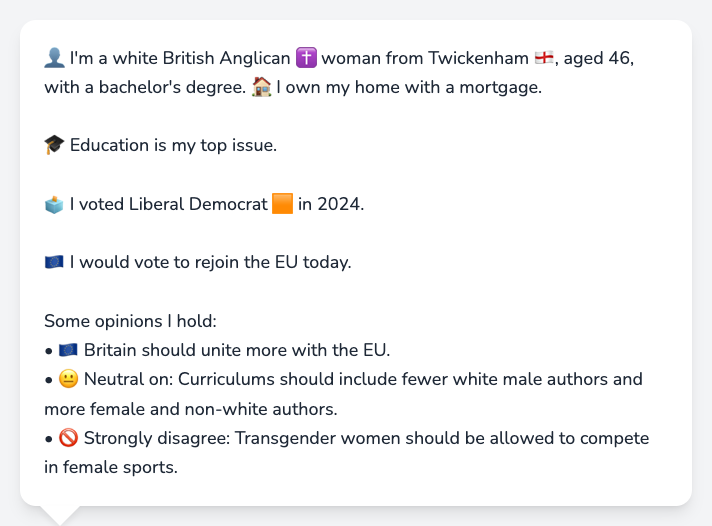 👤 I'm a white British Anglican ✝️ woman from Twickenham 🏴󠁧󠁢󠁥󠁮󠁧󠁿, aged 46,
with a bachelor's degree. 🏠 I own my home with a mortgage.
🎓 Education is my top issue.
🗳️ I voted Liberal Democrat 🟧 in 2024.
🇪🇺 I would vote to rejoin the EU today.
Some opinions I hold:
• 🇪🇺 Britain should unite more with the EU.
• 😐 Neutral on: Curriculums should include fewer white male authors and
more female and non-white authors.
• 🚫 Strongly disagree: Transgender women should be allowed to compete
in female sports.